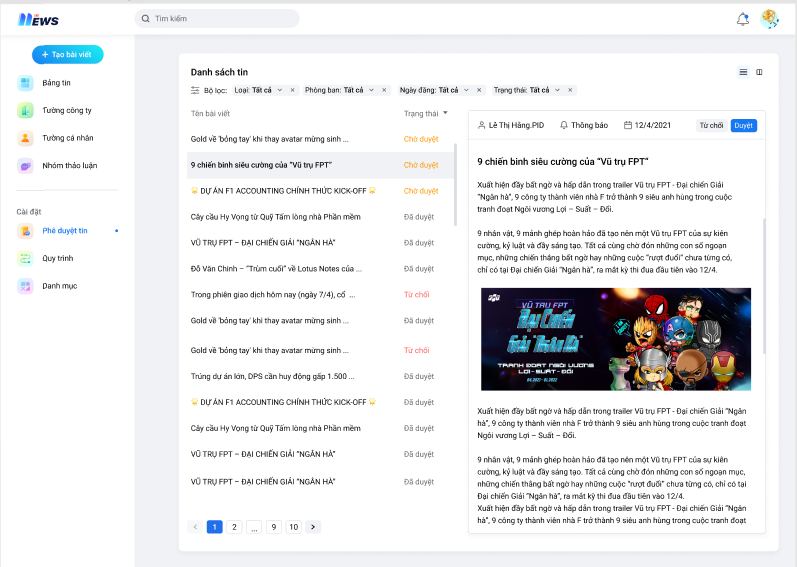 NEWS
Tìm kiếm
+ Tạo bài viết
Bảng tin
Tường công ty
Tường cá nhân
Nhóm thảo luận
Cài đặt
Phê duyệt tin
Quy trình
Danh mục
Danh sách tin
Bộ lọc: Loại: Tất cả Phòng ban: Tất cả Ngày đăng: Tất cả Trạng thái: Tất cả
Tên bài viết Trạng thái
Gold về 'bỏng tay' khi thay avatar mừng sinh ... Chờ duyệt
9 chiến binh siêu cường của "Vũ trụ FPT" Chờ duyệt
DỰ ÁN F1 ACCOUNTING CHÍNH THỨC KICK-OFF Chờ duyệt
Cây cầu Hy Vọng từ Quỹ Tấm lòng nhà Phần mềm Đã duyệt
VŨ TRỤ FPT – ĐẠI CHIẾN GIẢI "NGÂN HÀ" Đã duyệt
Đỗ Văn Chinh – "Trùm cuối" về Lotus Notes của ... Đã duyệt
Trong phiên giao dịch hôm nay (ngày 7/4), cổ ... Từ chối
Gold về 'bỏng tay' khi thay avatar mừng sinh ... Đã duyệt
Gold về 'bỏng tay' khi thay avatar mừng sinh ... Từ chối
Trúng dự án lớn, DPS cần huy động gấp 1.500 ... Đã duyệt
DỰ ÁN F1 ACCOUNTING CHÍNH THỨC KICK-OFF Đã duyệt
Cây cầu Hy Vọng từ Quỹ Tấm lòng nhà Phần mềm Đã duyệt
VŨ TRỤ FPT – ĐẠI CHIẾN GIẢI "NGÂN HÀ" Đã duyệt
VŨ TRỤ FPT – ĐẠI CHIẾN GIẢI "NGÂN HÀ" Đã duyệt
< 1 2 ... 9 10 >
Lê Thị Hằng.PID Thông báo 12/4/2021 Từ chối Duyệt
9 chiến binh siêu cường của "Vũ trụ FPT"
Xuất hiện đầy bất ngờ và hấp dẫn trong trailer Vũ trụ FPT - Đại chiến Giải
"Ngân hà", 9 công ty thành viên nhà F trở thành 9 siêu anh hùng trong cuộc
tranh đoạt Ngôi vương Lợi – Suất – Đổi.
9 nhân vật, 9 mảnh ghép hoàn hảo đã tạo nên một Vũ trụ FPT của sự kiên
cường, kỷ luật và đầy sáng tạo. Tất cả cùng chờ đón những con số ngoạn
mục, những chiến thắng bất ngờ hay những cuộc "rượt đuổi" chưa từng có,
chỉ có tại Đại chiến Giải "Ngân hà", ra mắt kỳ thi đua đầu tiên vào 12/4.
FPT
VŨ TRỤ FPT
ĐẠI CHIẾN
GIẢI "NGÂN HÀ"
TRANH ĐOẠT NGÔI VƯƠNG
LỢI - SUẤT - ĐỔI
04.2021 - 01.2022
Xuất hiện đầy bất ngờ và hấp dẫn trong trailer Vũ trụ FPT - Đại chiến Giải "Ngân
hà", 9 công ty thành viên nhà F trở thành 9 siêu anh hùng trong cuộc tranh đoạt
Ngôi vương Lợi – Suất – Đổi.
9 nhân vật, 9 mảnh ghép hoàn hảo đã tạo nên một Vũ trụ FPT của sự kiên
cường, kỷ luật và đầy sáng tạo. Tất cả cùng chờ đón những con số ngoạn mục,
những chiến thắng bất ngờ hay những cuộc "rượt đuổi" chưa từng có, chỉ có tại
Đại chiến Giải "Ngân hà", ra mắt kỳ thi đua đầu tiên vào 12/4.
Xuất hiện đầy bất ngờ và hấp dẫn trong trailer Vũ trụ FPT - Đại chiến Giải "Ngân
hà", 9 công ty thành viên nhà F trở thành 9 siêu anh hùng trong cuộc tranh đoạt